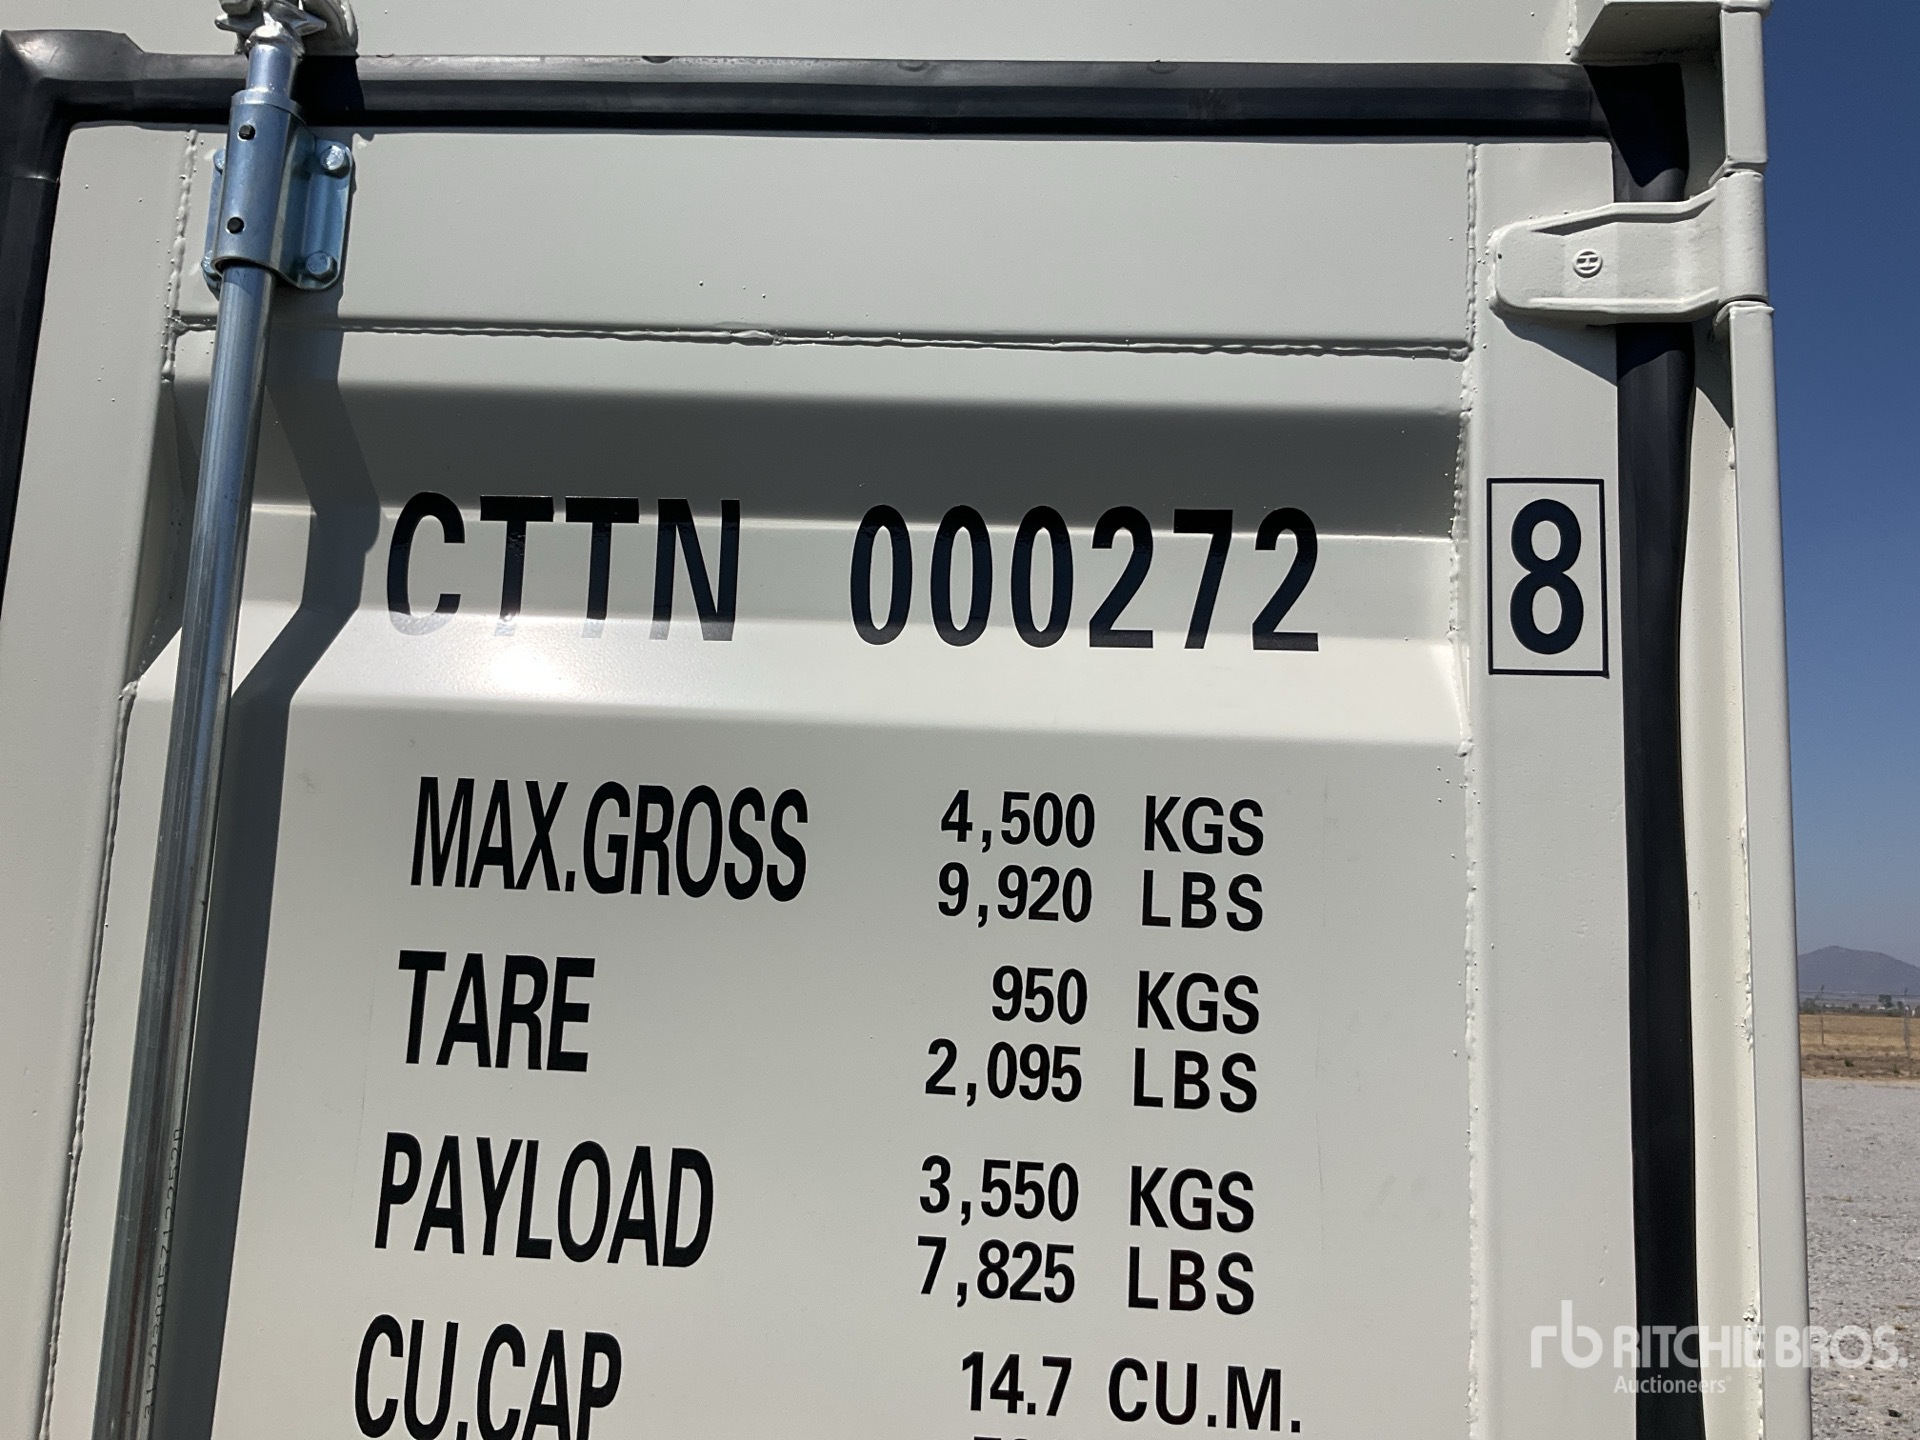 CTTN 000272 8
MAX.GROSS 4,500 KGS
9,920 LBS
TARE 950 KGS
2,095 LBS
PAYLOAD 3,550 KGS
7,825 LBS
CU.CAP 14.7 CU.M.
rb RITCHIE BROS.
Auctioneers